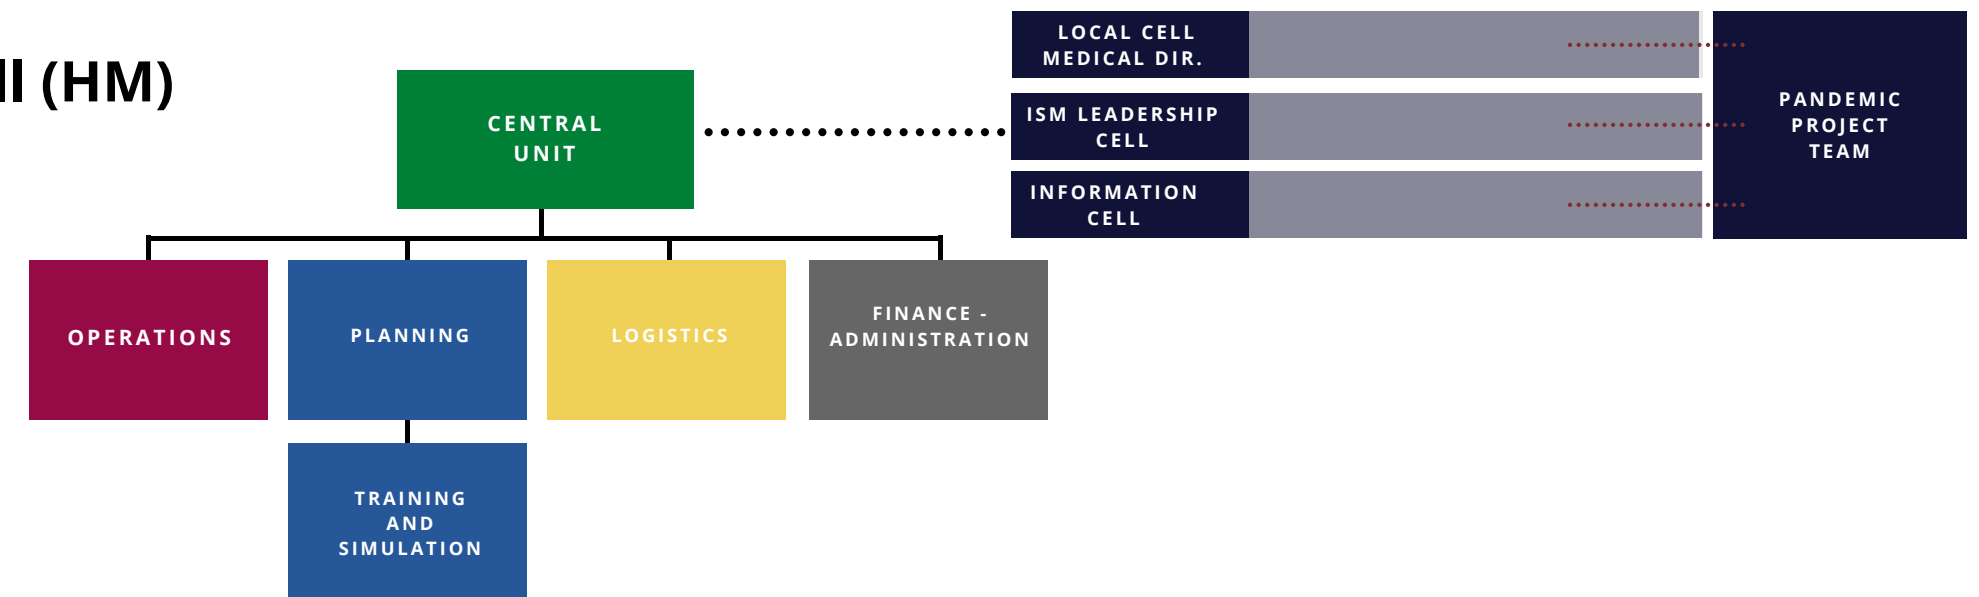 ll (HM)
CENTRAL
UNIT
LOCAL CELL
MEDICAL DIR.
ISM LEADERSHIP
CELL
INFORMATION
CELL
PANDEMIC
PROJECT
TEAM
OPERATIONS
PLANNING
LOGISTICS
FINANCE -
ADMINISTRATION
TRAINING
AND
SIMULATION